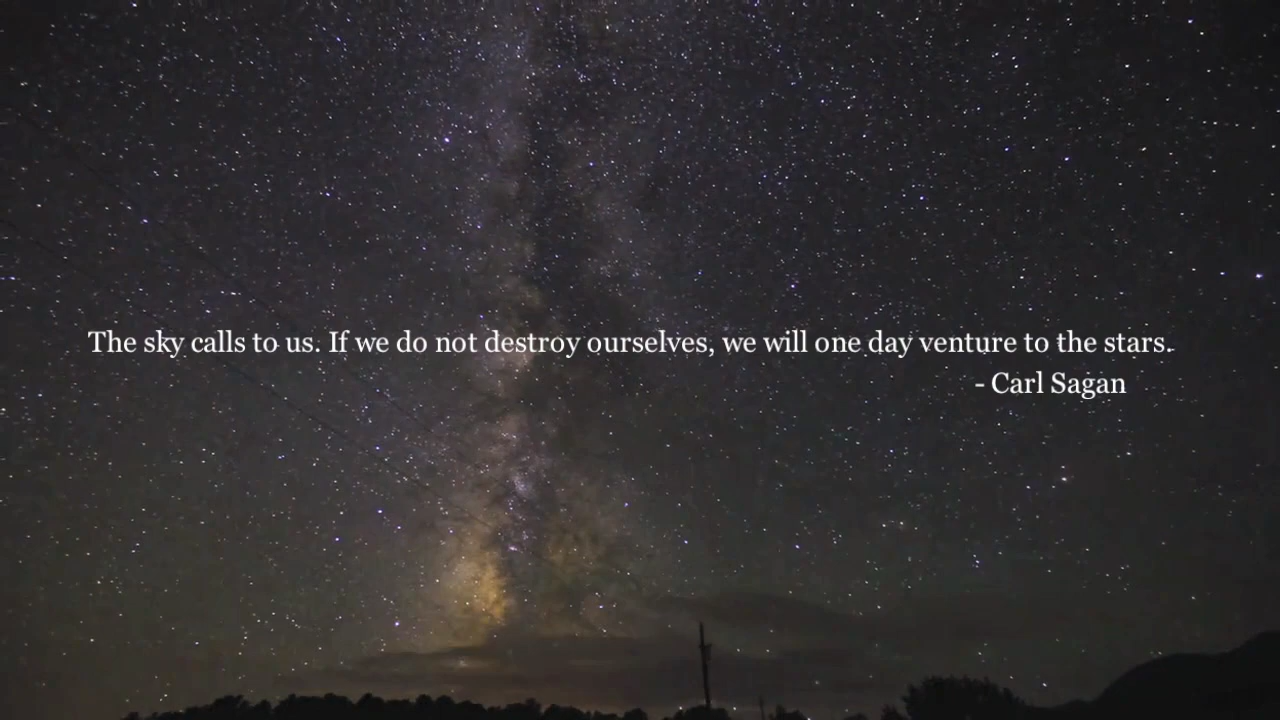 The sky calls to us. If we do not destroy ourselves, we will one day venture to the stars.
- Carl Sagan